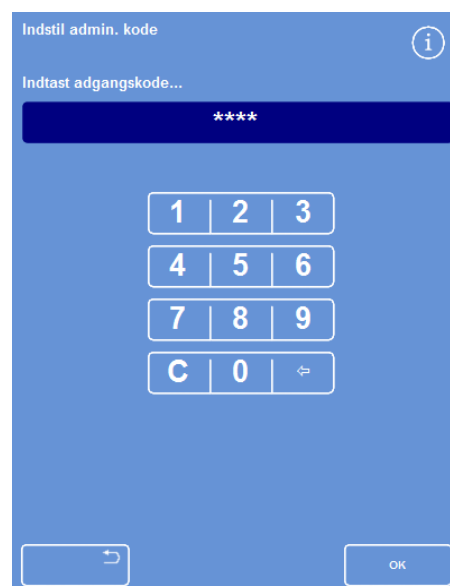 Indstil admin. kode
i
Indtast adgangskode...
****
1 2 3
4 5 6
7 8 9
C 0 ⇦
OK